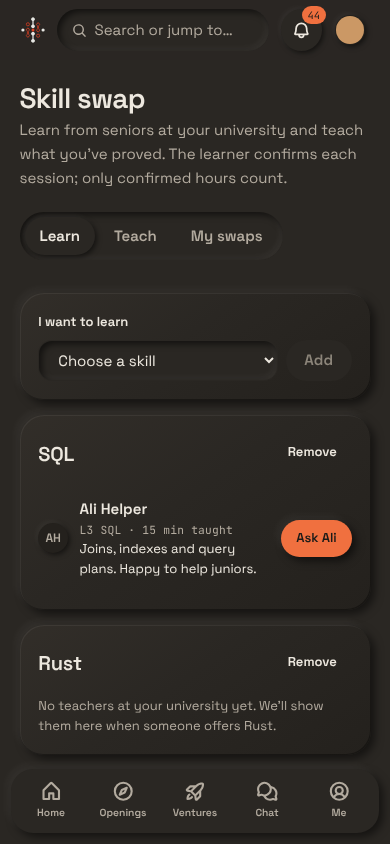 Search or jump to...
44
Skill swap
Learn from seniors at your university and teach
what you've proved. The learner confirms each
session; only confirmed hours count.
Learn
Teach
My swaps
I want to learn
Choose a skill
Add
SQL
Remove
AH
Ali Helper
L3 SQL · 15 min taught
Joins, indexes and query
plans. Happy to help juniors.
Ask Ali
Rust
Remove
No teachers at your university yet. We'll show
them here when someone offers Rust.
Home
Openings
Ventures
Chat
Me